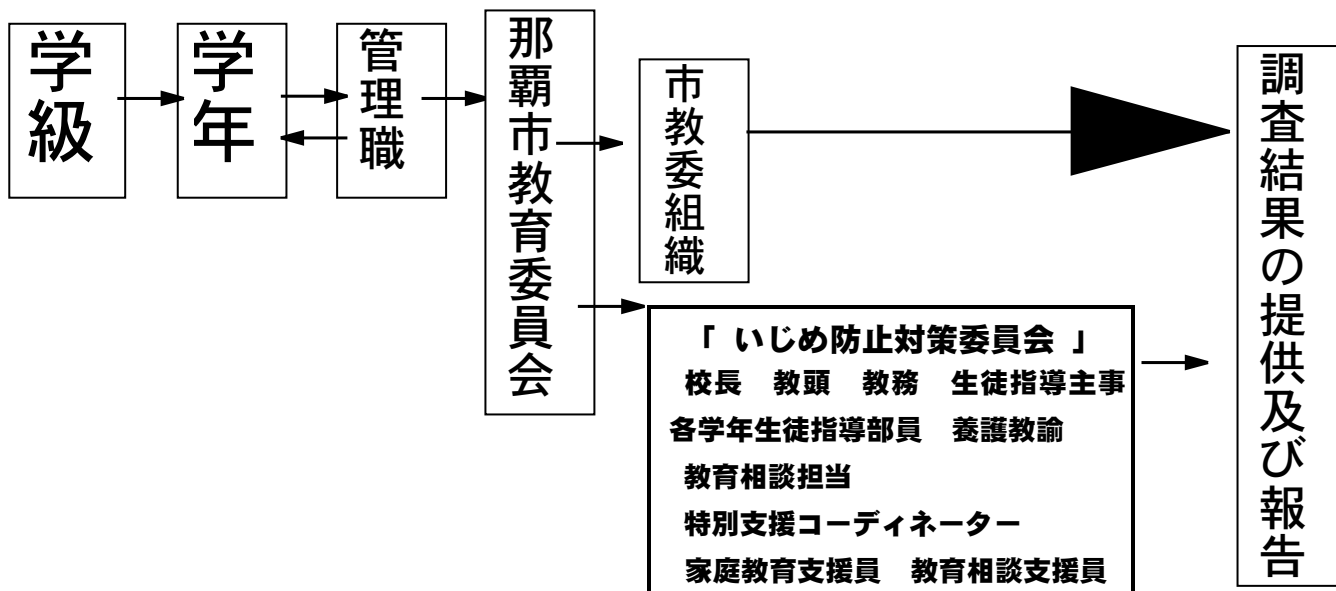 学級
学年
管理職
那覇市教育委員会
市教委組織
「 いじめ防止対策委員会 」
校長 教頭 教務 生徒指導主事
各学年生徒指導部員 養護教諭
教育相談担当
特別支援コーディネーター
家庭教育支援員 教育相談支援員
調査結果の提供及び報告